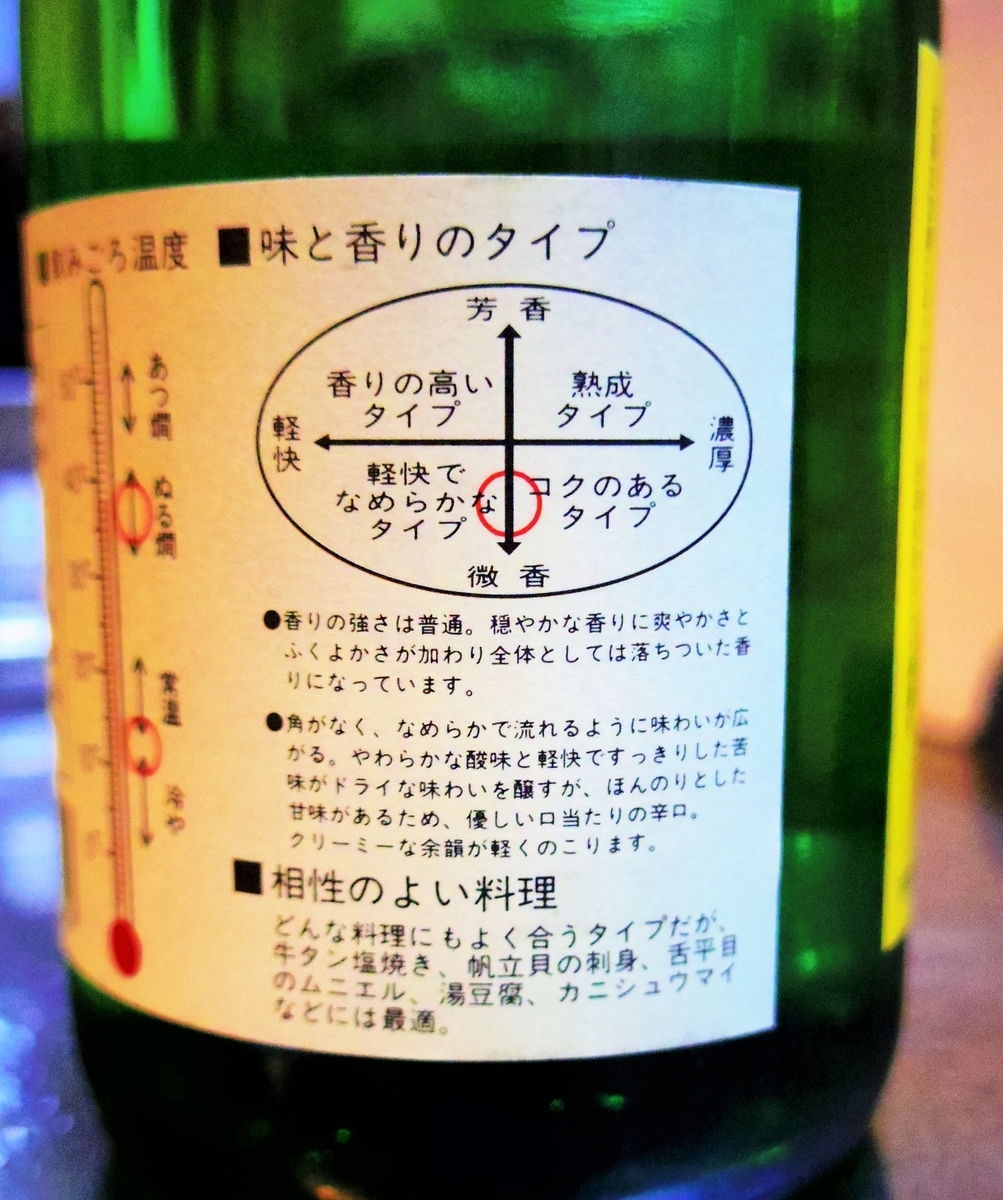 飲みごろ温度
あつ燗
ぬる燗
常温
冷や
■味と香りのタイプ
芳香
香りの高い
タイプ
熟成
タイプ
軽快
濃厚
軽快で
なめらかな
タイプ
コクのある
タイプ
微香
●香りの強さは普通。穏やかな香りに爽やかさと
ふくよかさが加わり全体としては落ちついた香
りになっています。
●角がなく、なめらかで流れるように味わいが広
がる。やわらかな酸味と軽快ですっきりした苦
味がドライな味わいを醸すが、ほんのりとした
甘味があるため、優しい口当たりの辛口。
クリーミーな余韻が軽くのこります。
■相性のよい料理
どんな料理にもよく合うタイプだが、
牛タン塩焼き、帆立貝の刺身、舌平目
のムニエル、湯豆腐、カニシュウマイ
などには最適。